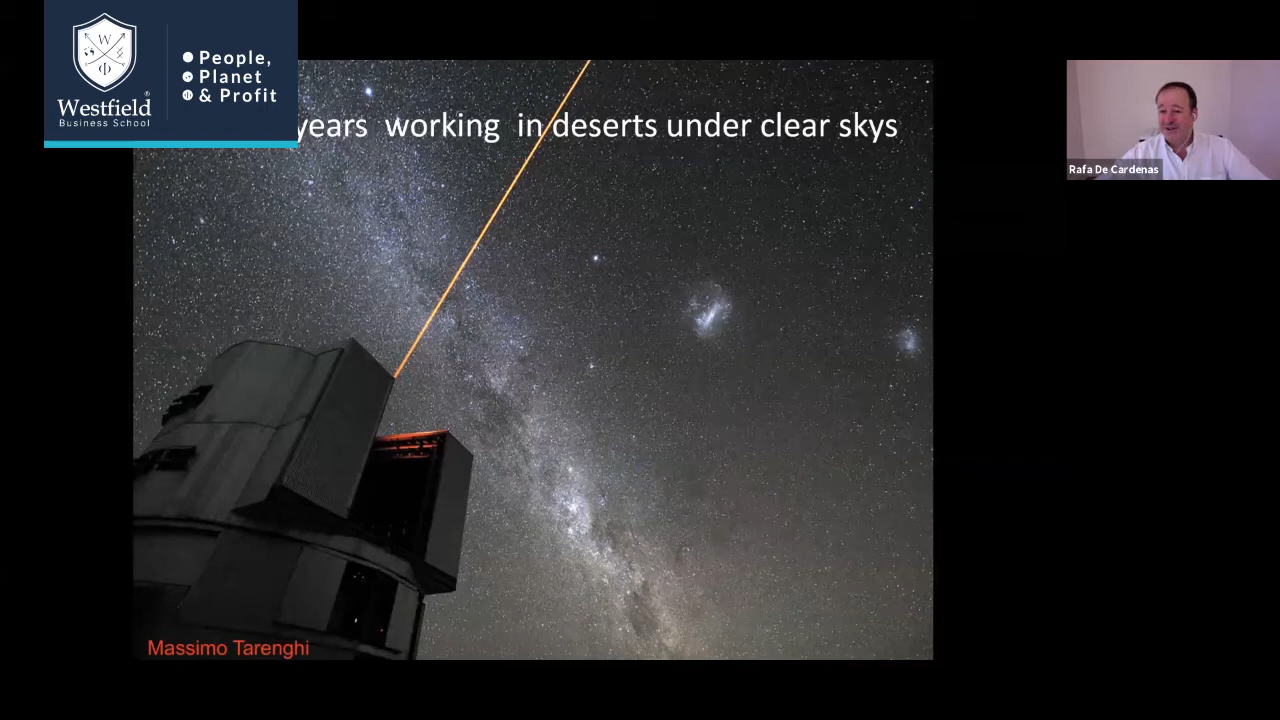 W
Φ
Westfield®
Business School
People,
Planet
& Profit
years working in deserts under clear skys
Rafa De Cardenas
Massimo Tarenghi